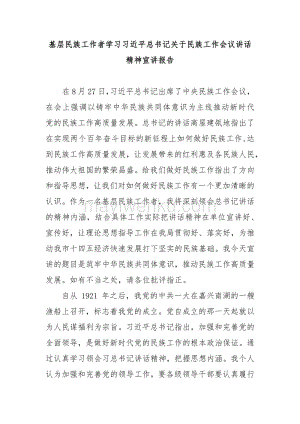 基层民族工作者学习习近平总书记关于民族工作会议讲话
精神宣讲报告
在8月27日,习近平总书记出席了中央民族工作会议,
在会上强调以铸牢中华民族共同体意识为主线推动新时代
党的民族工作高质量发展。总书记的讲话高屋建瓴地指出了
在实现两个百年奋斗目标的新征程上如何做好民族工作,达
到民族工作高质量发展,让发展带来的红利惠及各民族人民,
推动伟大祖国的繁荣昌盛。给我们做好民族工作指出了方向
和指导思想,让我们对如何做好民族工作有一个更加清晰的
认识。作为一名基层民族工作者,我将深刻领会总书记讲话
的精神内涵,结合具体工作实际把讲话精神在单位宣讲好、
宣传好,让理论思想指导工作在我局贯彻好、落实好,为推
动我市十四五经济快速发展打下坚实的民族基础。我今天宣
讲的题目是筑牢中华民族共同体意识,推动民族工作高质量
发展。如有不当之处,请各位批评指正。
自从 1921 年之后,我党的中央一大在嘉兴南湖的一艘
渔船上召开,标志着我党的成立。党自成立的那一天起就以
为人民谋福利为宗旨。习近平总书记指出,加强和完善党的
全面领导,是做好新时代党的民族工作的根本政治保证。通
过认真学习领会习总书记讲话精神,把握思想内涵。我个人
认为加强和完善党的领导工作,要各级领导干部要认真履行